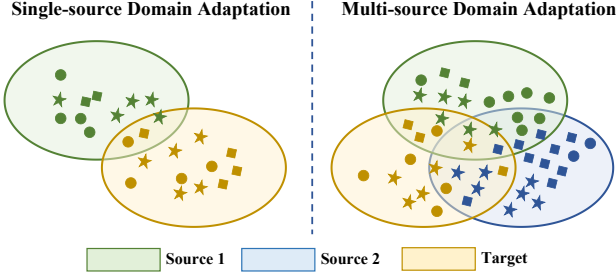 Single-source Domain Adaptation
Multi-source Domain Adaptation
Source 1
Source 2
Target